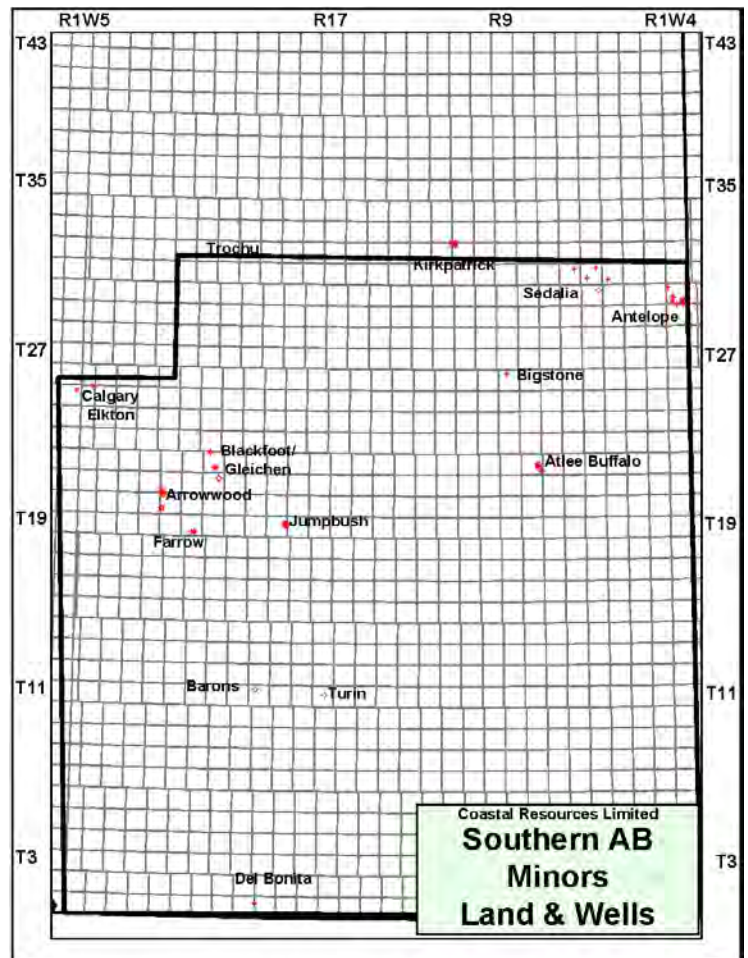 R1W5 R17 R9 R1W4
T43 T43
T35 T35
Trochu
Kirkpatrick
Sedalia
Antelope
T27 T27
Bigstone
Calgary
Elkton
Blackfoot/
Gleichen
Atlee Buffalo
Arrowwood
T19 Jumpbush T19
Farrow
Barons
T11 Turin T11
Coastal Resources Limited
Southern AB
T3 T3
Minors
Del Bonita
Land & Wells